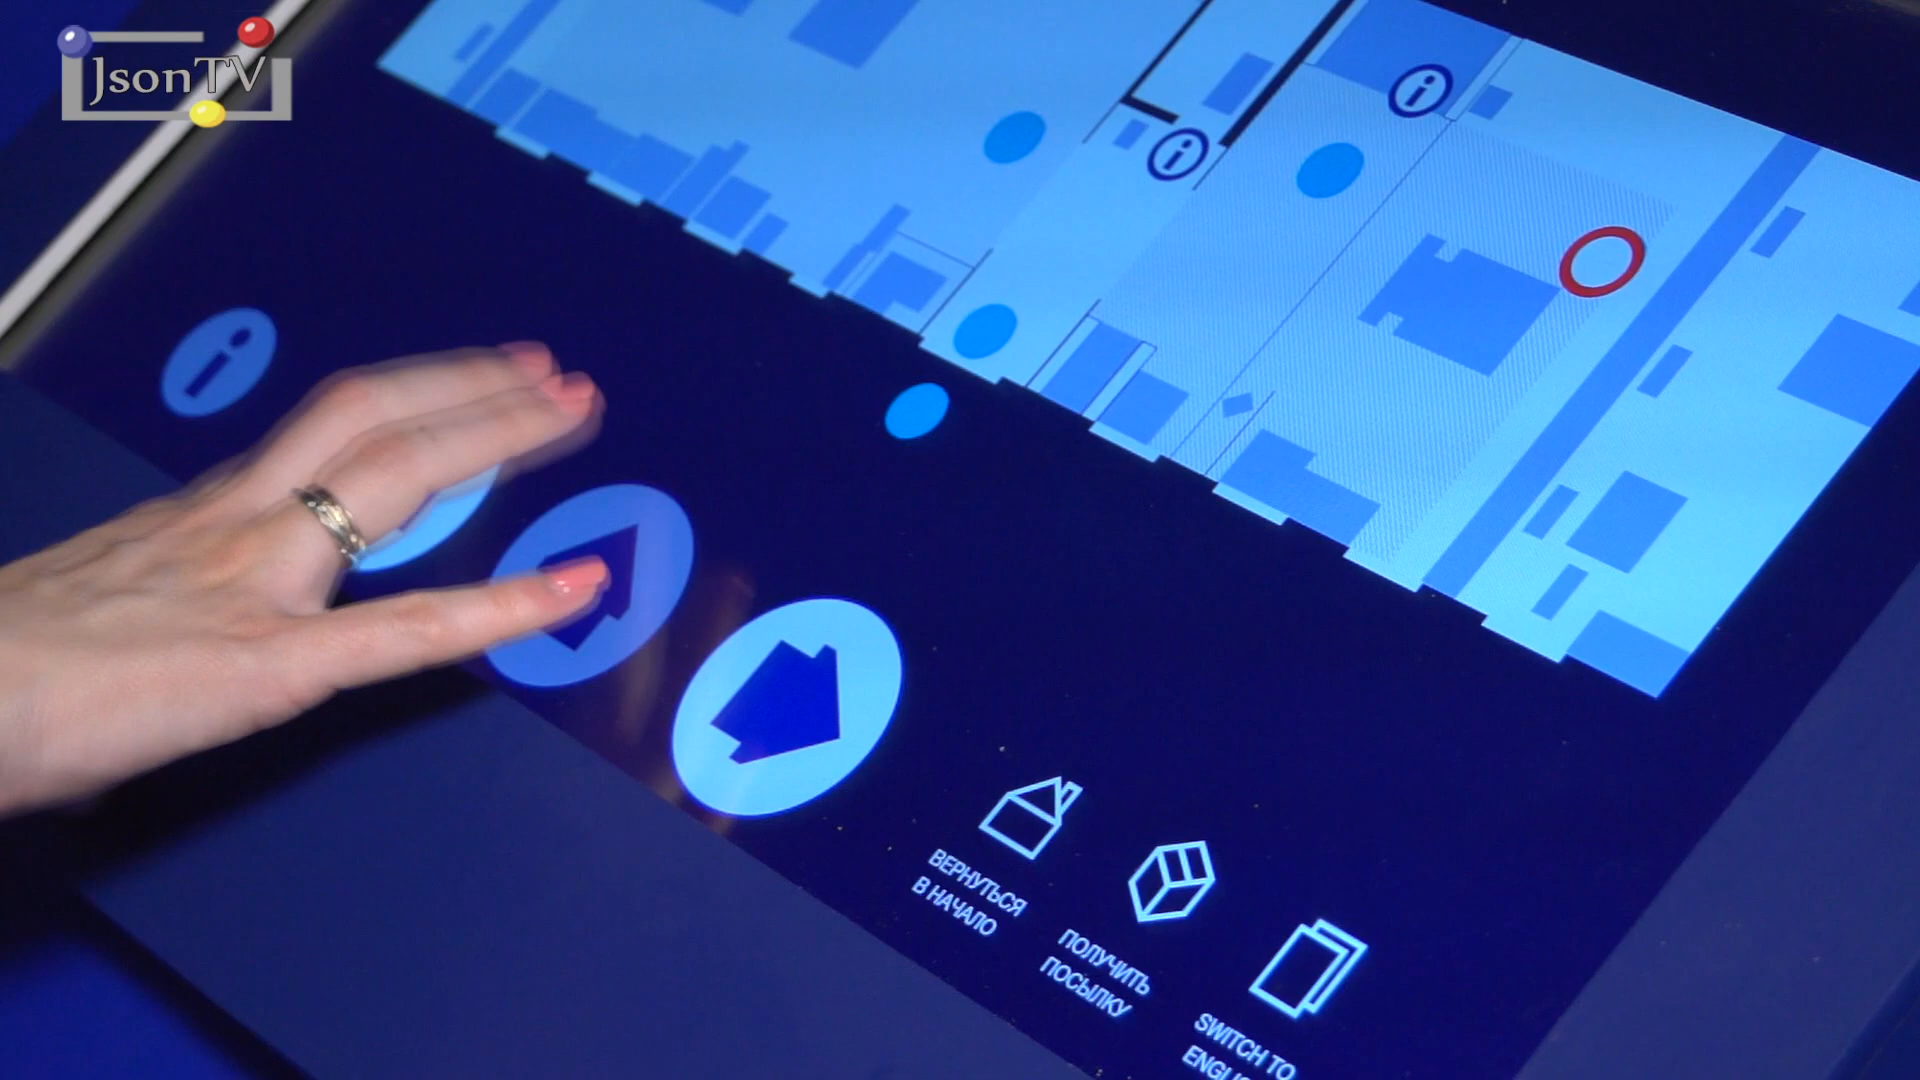 JsonTV
ВЕРНУТЬСЯ
В НАЧАЛО
ПОЛУЧИТЬ
ПОСЫЛКУ
SWITCH TO